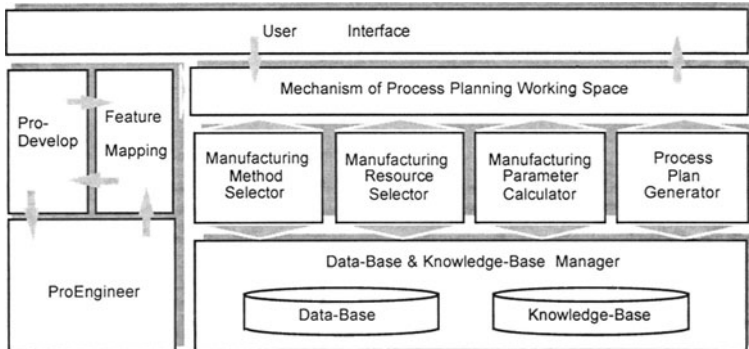 User Interface
Mechanism of Process Planning Working Space
Pro-
Develop
Feature
Mapping
Manufacturing
Method
Selector
Manufacturing
Resource
Selector
Manufacturing
Parameter
Calculator
Process
Plan
Generator
ProEngineer
Data-Base & Knowledge-Base Manager
Data-Base
Knowledge-Base